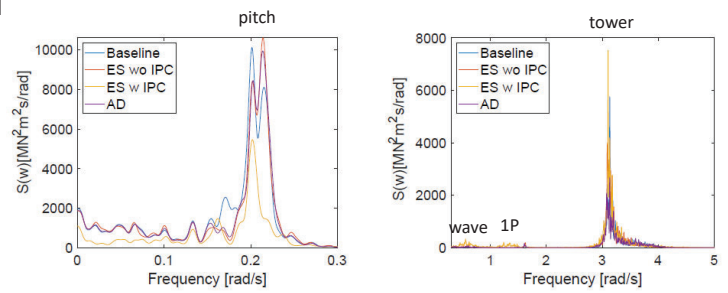 pitch
S(w)[MN²m²s/rad]
10000
8000
6000
4000
2000
0
Baseline
ES wo IPC
ES w IPC
AD
0
0.1
0.2
0.3
Frequency [rad/s]
tower
S(w)[MN²m²s/rad]
8000
6000
4000
2000
0
Baseline
ES wo IPC
ES w IPC
AD
wave
1P
1
2
3
4
5
Frequency [rad/s]